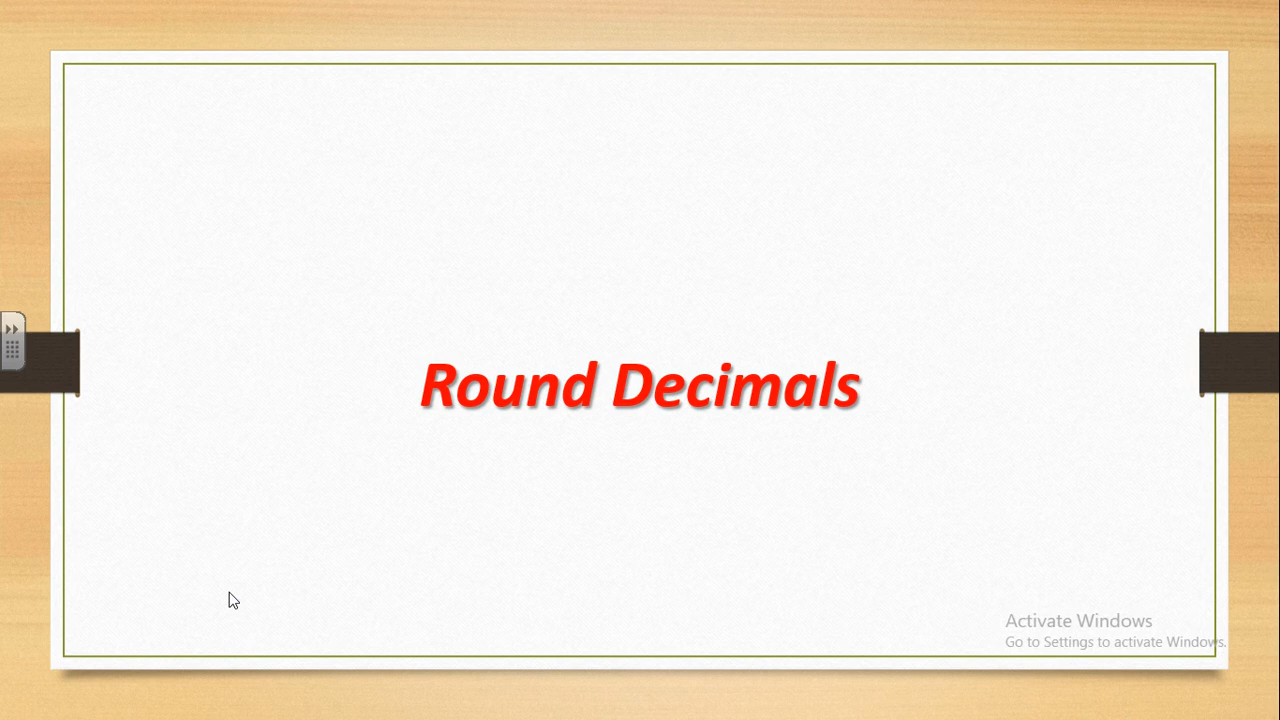 Round Decimals
Activate Windows
Go to Settings to activate Windows.